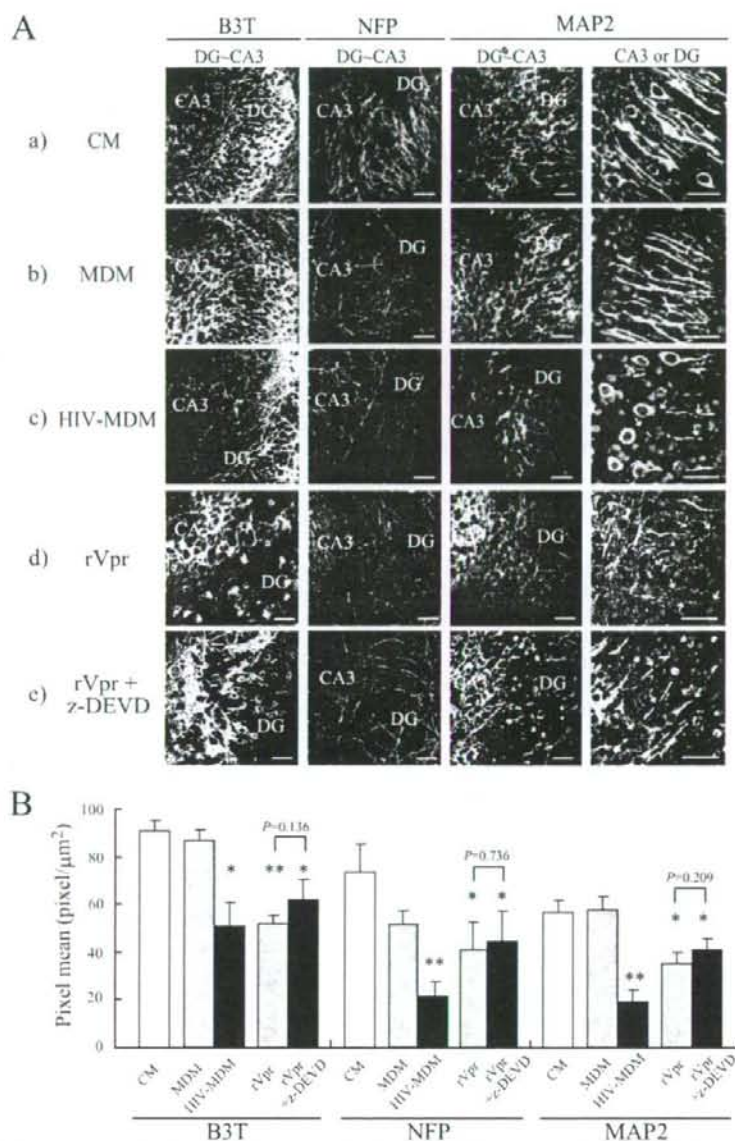 A
B3T NFP MAP2
DG~CA3 DG~CA3 DG~CA3 CA3 or DG
a) CM
CA3 DG CA3 DG CA3 DG
b) MDM
CA3 DG CA3 DG CA3 DG
c) HIV-MDM
CA3 DG CA3 DG CA3 DG
d) rVpr
CA3 DG CA3 DG DG
e) rVpr + z-DEVD
DG CA3 DG CA3 DG
B
Pixel mean (pixel/μm²)
100
80
60
40
20
0
P=0.136 P=0.736 P=0.209
* ** * ** * * ** * *
CM MDM HIV-MDM rVpr rVpr +z-DEVD CM MDM HIV-MDM rVpr rVpr +z-DEVD CM MDM HIV-MDM rVpr rVpr +z-DEVD
B3T NFP MAP2